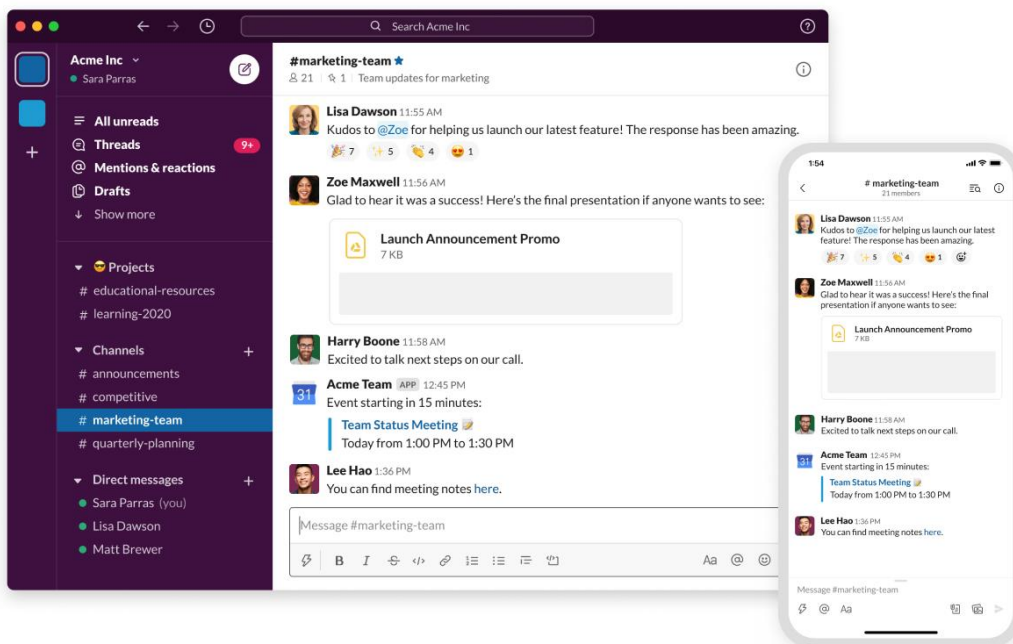 Search Acme Inc
Acme Inc
Sara Parras
All unreads
Threads 9+
Mentions & reactions
Drafts
Show more
😎 Projects
# educational-resources
# learning-2020
Channels +
# announcements
# competitive
# marketing-team
# quarterly-planning
Direct messages +
Sara Parras (you)
Lisa Dawson
Matt Brewer
#marketing-team
21 | 1 | Team updates for marketing
Lisa Dawson 11:55 AM
Kudos to @Zoe for helping us launch our latest feature! The response has been amazing.
🎉 7 ✨ 5 👏 4 😍 1
Zoe Maxwell 11:56 AM
Glad to hear it was a success! Here's the final presentation if anyone wants to see:
Launch Announcement Promo
7 KB
Harry Boone 11:58 AM
Excited to talk next steps on our call.
31
Acme Team APP 12:45 PM
Event starting in 15 minutes:
Team Status Meeting 📝
Today from 1:00 PM to 1:30 PM
Lee Hao 1:36 PM
You can find meeting notes here.
Message #marketing-team
B I S </> Aa @
1:54
# marketing-team
21 members
Lisa Dawson 11:55 AM
Kudos to @Zoe for helping us launch our latest
feature! The response has been amazing.
🎉 7 ✨ 5 👏 4 😍 1
Zoe Maxwell 11:56 AM
Glad to hear it was a success! Here's the final
presentation if anyone wants to see:
Launch Announcement Promo
7 KB
Harry Boone 11:58 AM
Excited to talk next steps on our call.
31
Acme Team 12:45 PM
Event starting in 15 minutes:
Team Status Meeting 📝
Today from 1:00 PM to 1:30 PM
Lee Hao 1:36 PM
You can find meeting notes here.
Message #marketing-team
@ Aa